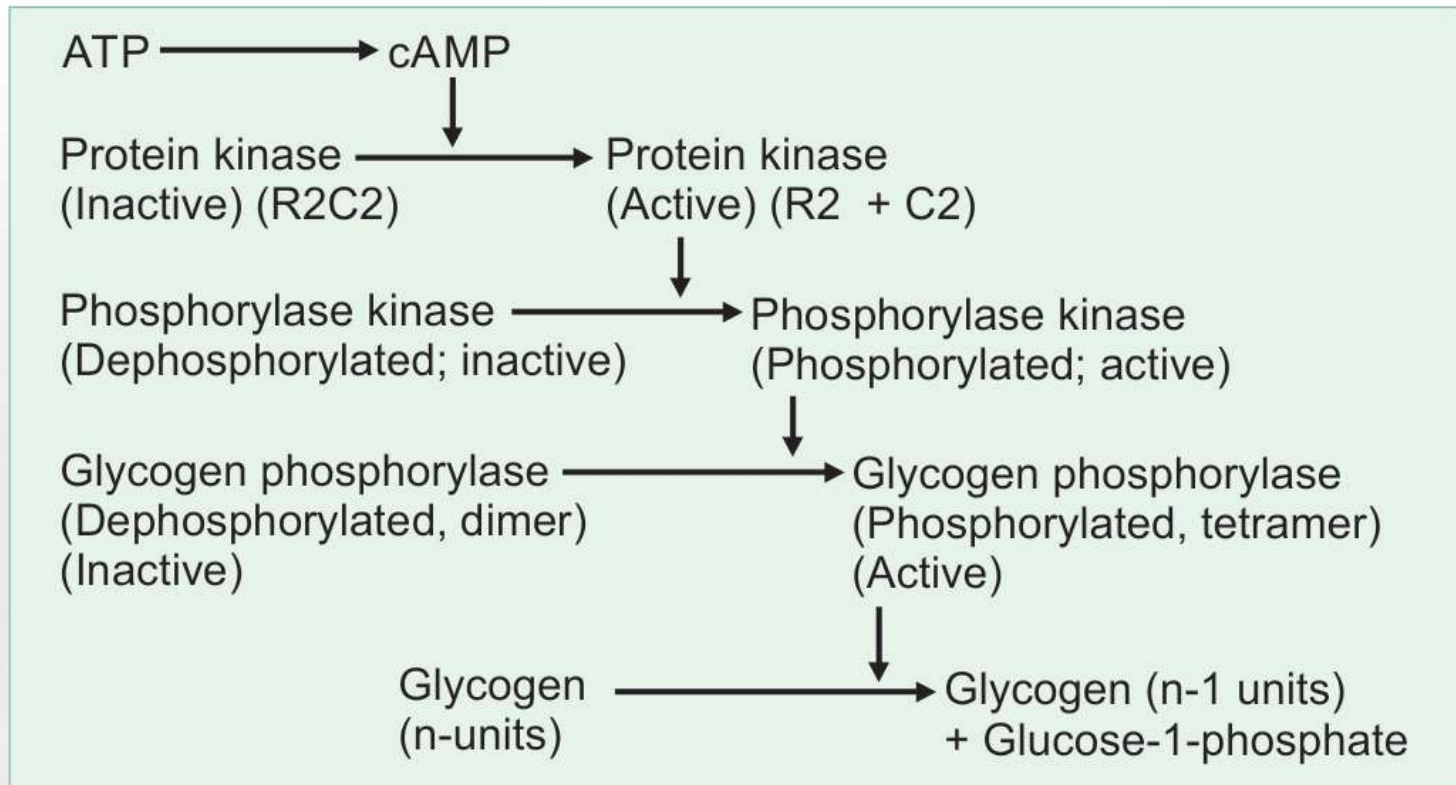 ATP cAMP
Protein kinase Protein kinase
(Inactive) (R2C2) (Active) (R2 + C2)
Phosphorylase kinase Phosphorylase kinase
(Dephosphorylated; inactive) (Phosphorylated; active)
Glycogen phosphorylase Glycogen phosphorylase
(Dephosphorylated, dimer) (Phosphorylated, tetramer)
(Inactive) (Active)
Glycogen Glycogen (n-1 units)
(n-units) + Glucose-1-phosphate